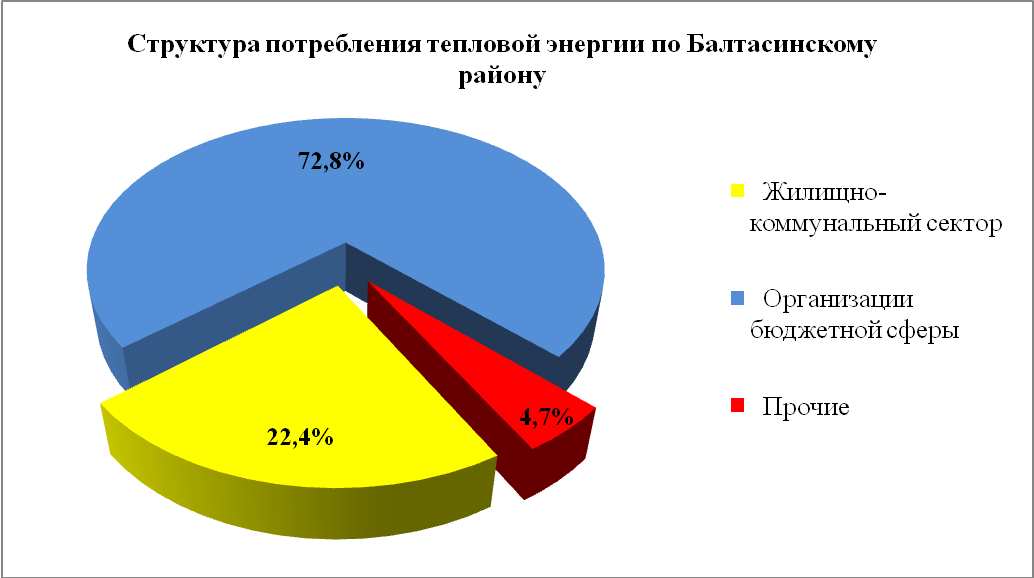 Структура потребления тепловой энергии по Балтасинскому
району
72,8%
22,4%
4,7%
Жилищно-
коммунальный сектор
Организации
бюджетной сферы
Прочие